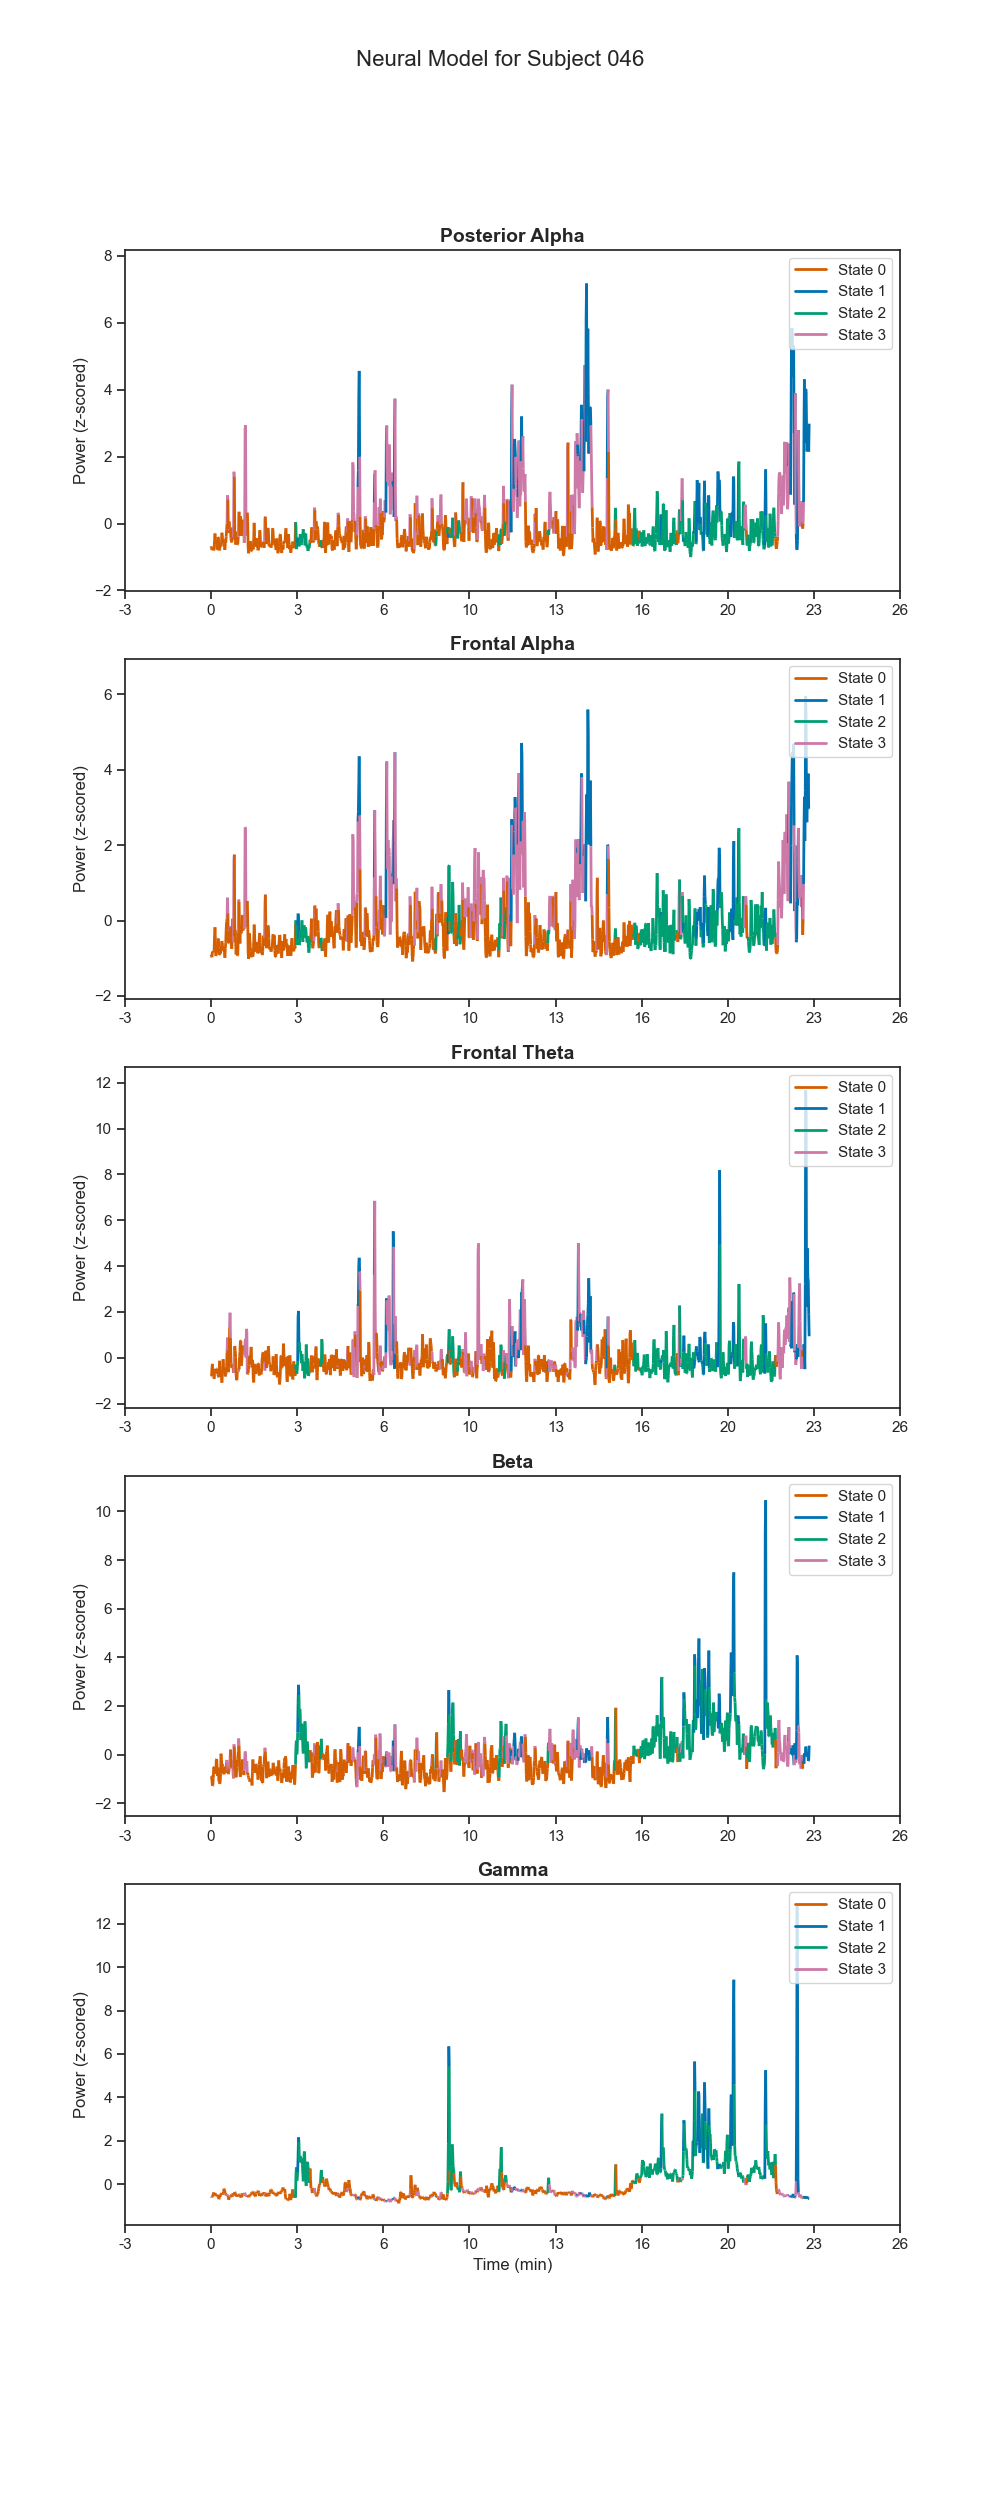 Neural Model for Subject 046
Posterior Alpha
8
6
4
2
0
−2
Power (z-scored)
State 0
State 1
State 2
State 3
-3 0 3 6 10 13 16 20 23 26
Frontal Alpha
6
4
2
0
−2
Power (z-scored)
State 0
State 1
State 2
State 3
-3 0 3 6 10 13 16 20 23 26
Frontal Theta
12
10
8
6
4
2
0
−2
Power (z-scored)
State 0
State 1
State 2
State 3
-3 0 3 6 10 13 16 20 23 26
Beta
10
8
6
4
2
0
−2
Power (z-scored)
State 0
State 1
State 2
State 3
-3 0 3 6 10 13 16 20 23 26
Gamma
12
10
8
6
4
2
0
Power (z-scored)
State 0
State 1
State 2
State 3
-3 0 3 6 10 13 16 20 23 26
Time (min)